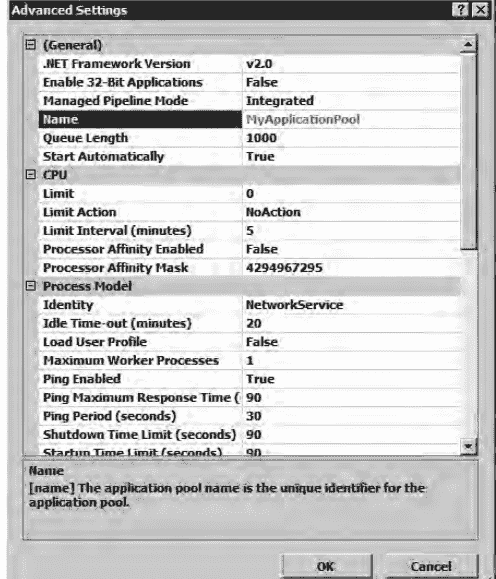 Advanced Settings
(General)
.NET Framework Version v2.0
Enable 32-Bit Applications False
Managed Pipeline Mode Integrated
Name MyApplicationPool
Queue Length 1000
Start Automatically True
CPU
Limit 0
Limit Action NoAction
Limit Interval (minutes) 5
Processor Affinity Enabled False
Processor Affinity Mask 4294967295
Process Model
Identity NetworkService
Idle Time-out (minutes) 20
Load User Profile False
Maximum Worker Processes 1
Ping Enabled True
Ping Maximum Response Time ( 90
Ping Period (seconds) 30
Shutdown Time Limit (seconds) 90
Startup Time Limit (seconds) 90
Name
[name] The application pool name is the unique identifier for the
application pool.
OK Cancel